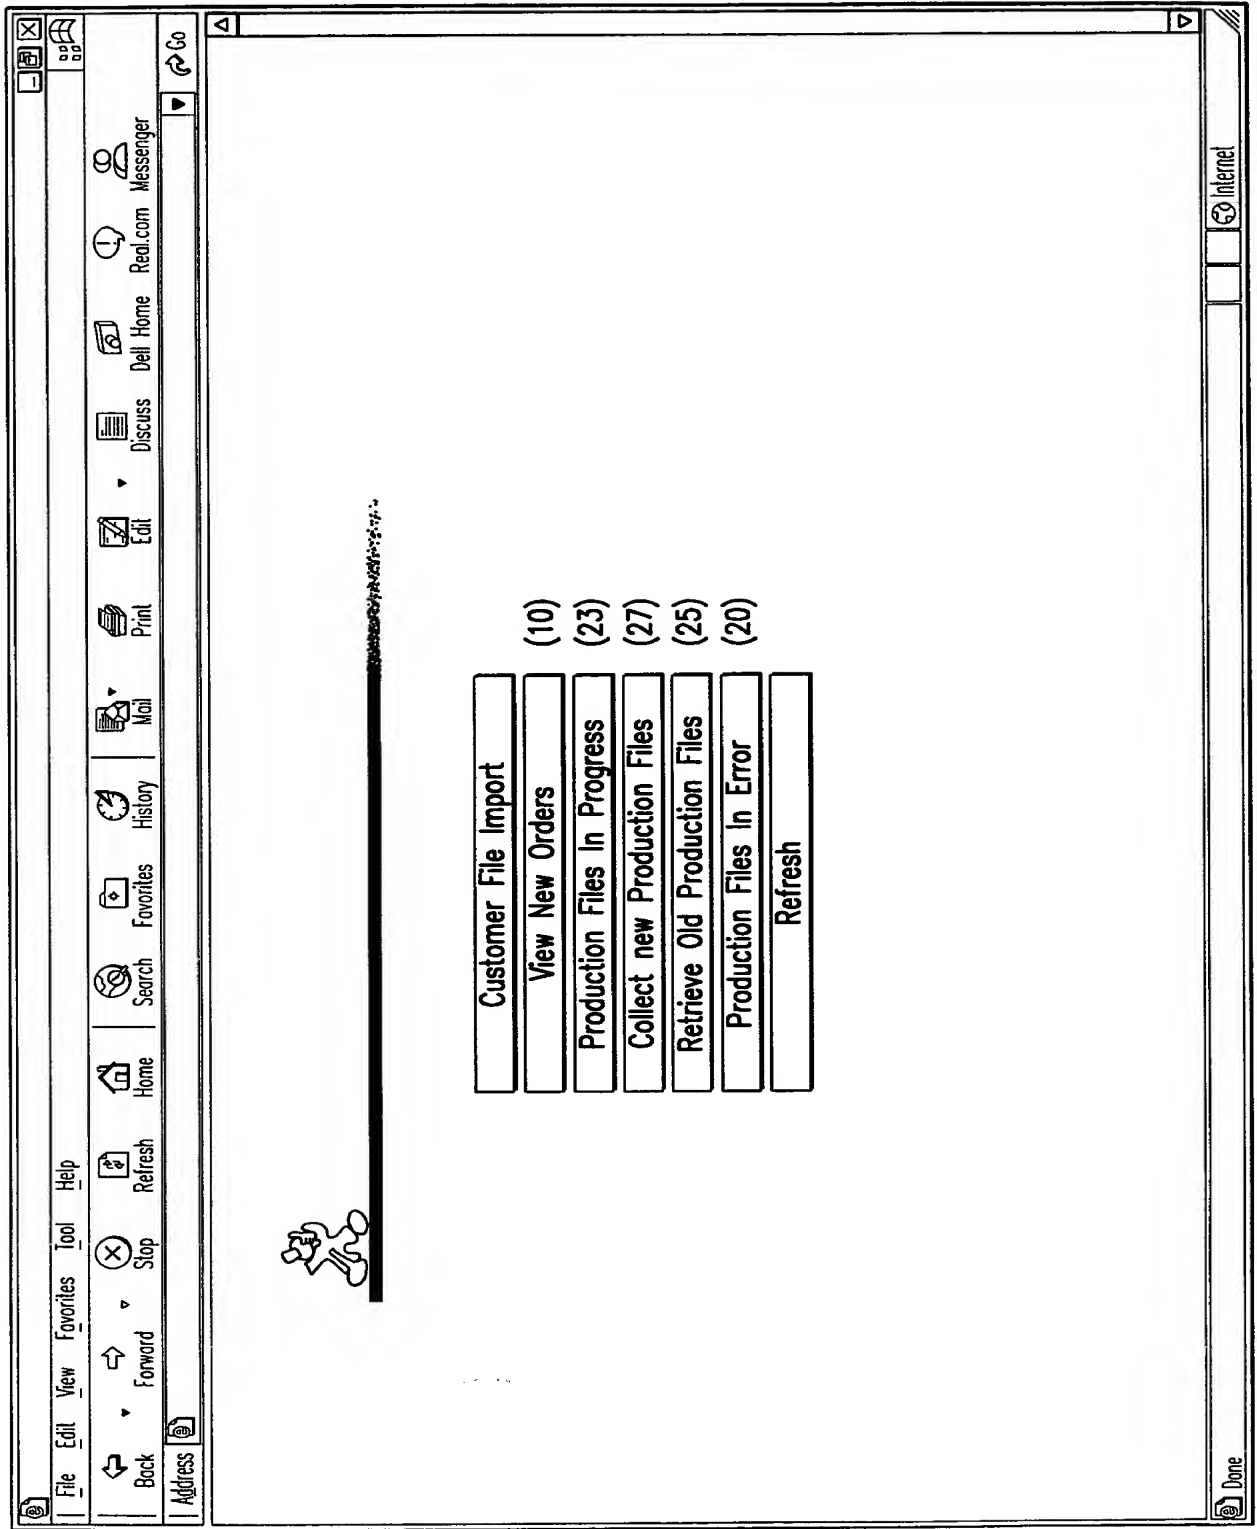 File Edit View Favorites Tool Help
Back Forward Stop Refresh Home Search Favorites History Mail Print Edit Discuss Dell Home Real.com Messenger
Address Go
Customer File Import
View New Orders (10)
Production Files In Progress (23)
Collect new Production Files (27)
Retrieve Old Production Files (25)
Production Files In Error (20)
Refresh
Done Internet